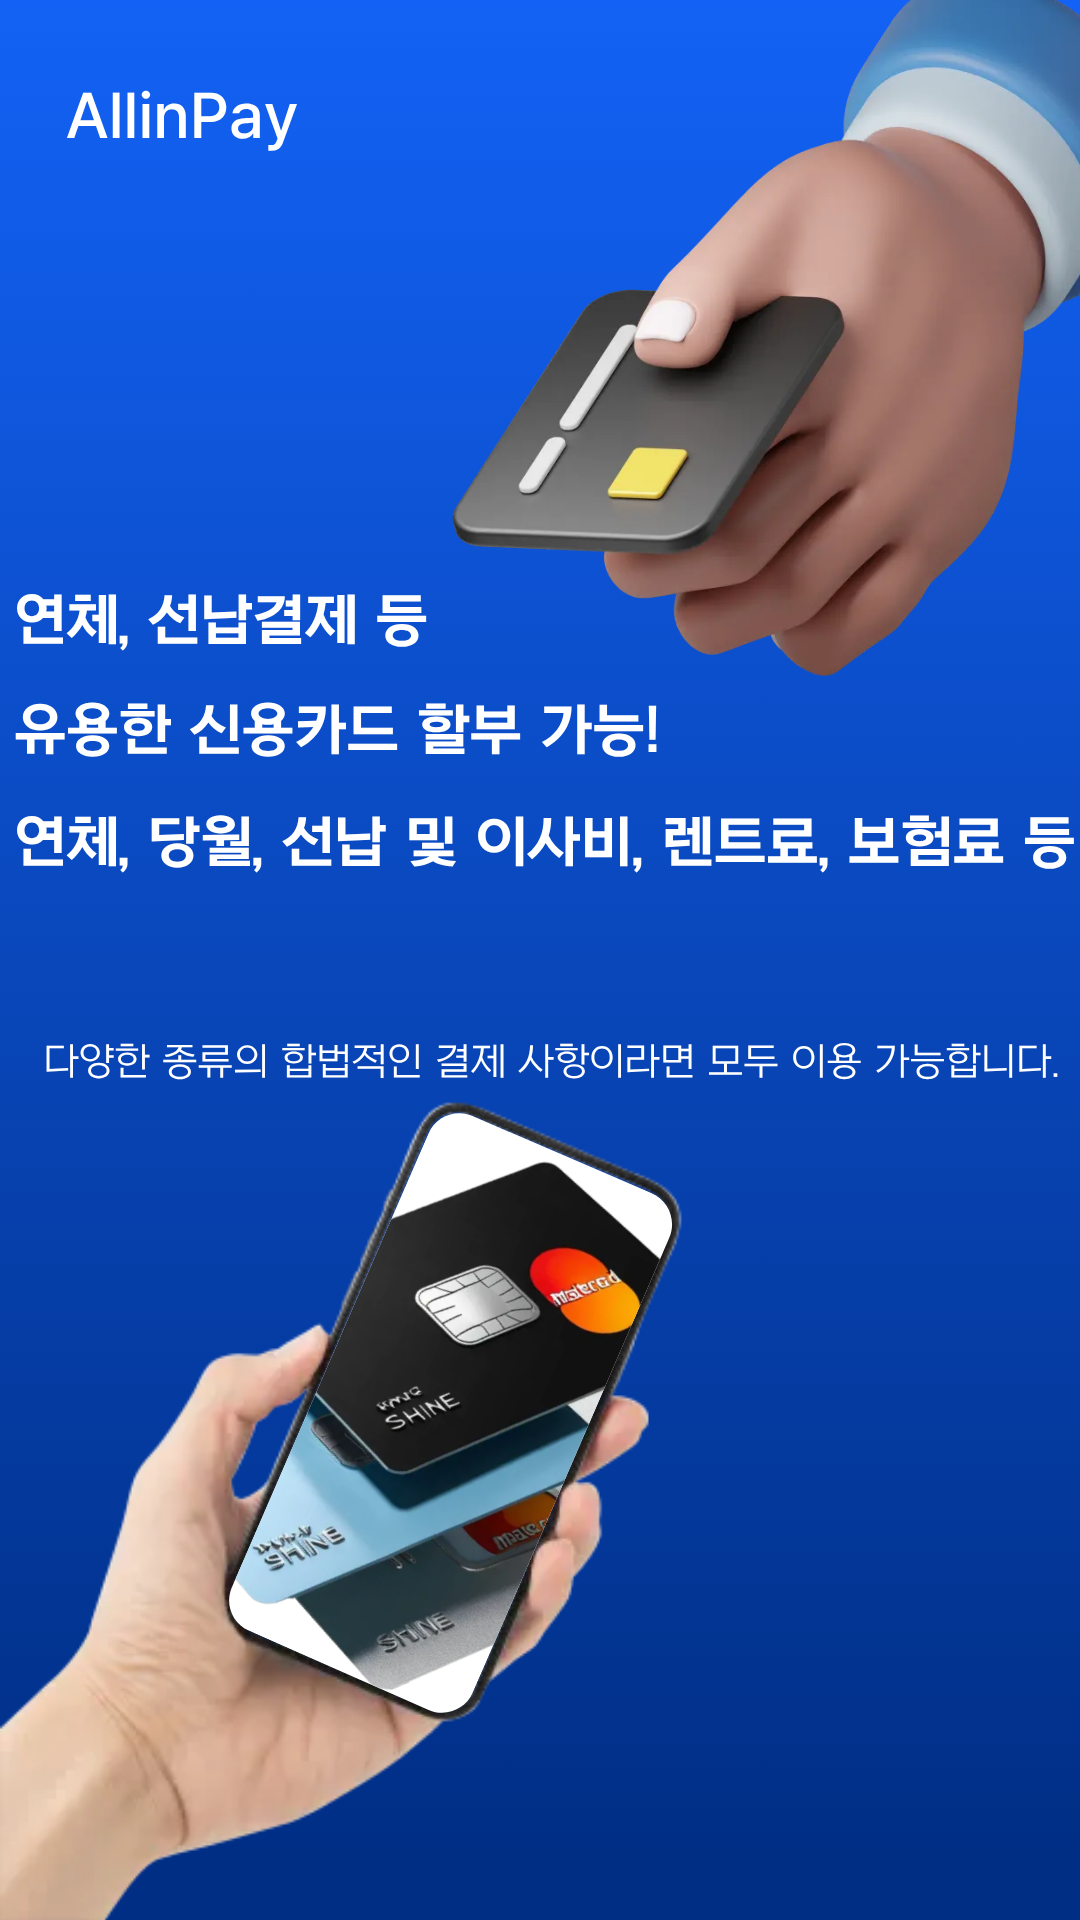 AllinPay
연체, 선납결제 등
유용한 신용카드 할부 가능!
연체, 당월, 선납 및 이사비, 렌트료, 보험료 등
다양한 종류의 합법적인 결제 사항이라면 모두 이용 가능합니다.
SHINE
SHINE
SHINE